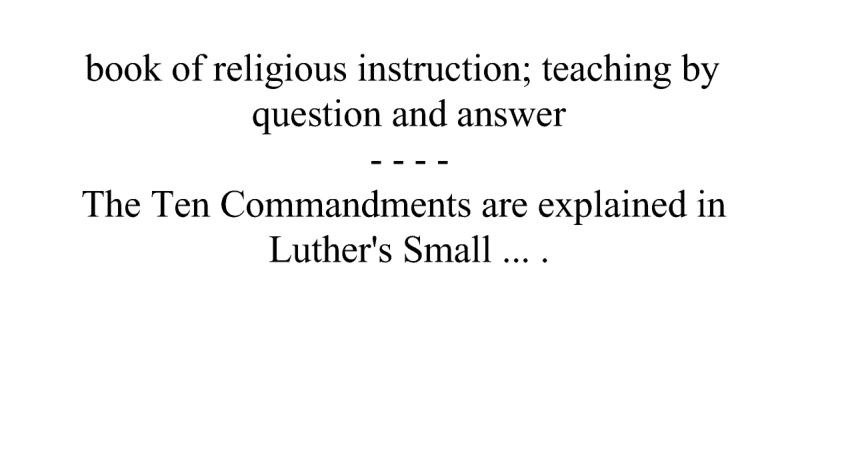 book of religious instruction; teaching by
question and answer
- - - -
The Ten Commandments are explained in
Luther's Small ... .